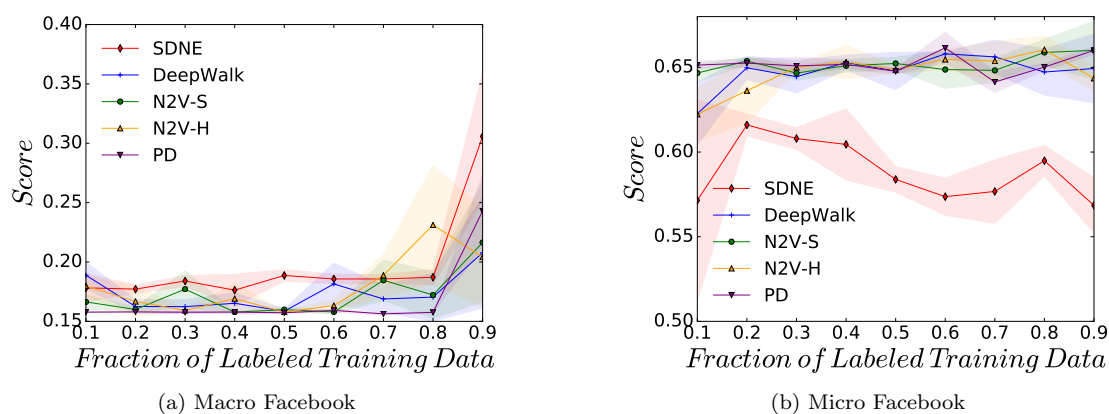 0.40
0.35
0.30
0.25
0.20
0.15
Score
SDNE
DeepWalk
N2V-S
N2V-H
PD
0.1 0.2 0.3 0.4 0.5 0.6 0.7 0.8 0.9
Fraction of Labeled Training Data
(a) Macro Facebook
0.65
0.60
0.55
0.50
Score
SDNE
DeepWalk
N2V-S
N2V-H
PD
0.1 0.2 0.3 0.4 0.5 0.6 0.7 0.8 0.9
Fraction of Labeled Training Data
(b) Micro Facebook